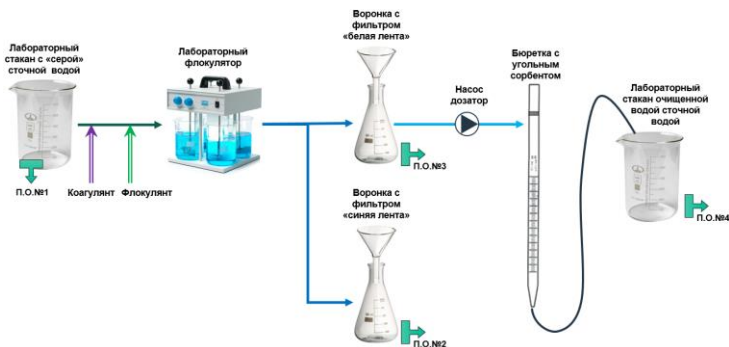 Лабораторный
стакан с «серой»
сточной водой
П.О.№1
Коагулянт
Флокулянт
Лабораторный
флокулятор
Воронка с
фильтром
«белая лента»
П.О.№3
Воронка с
фильтром
«синяя лента»
П.О.№2
Насос
дозатор
Бюретка с
угольным
сорбентом
Лабораторный
стакан очищенной
водой сточной
водой
П.О.№4